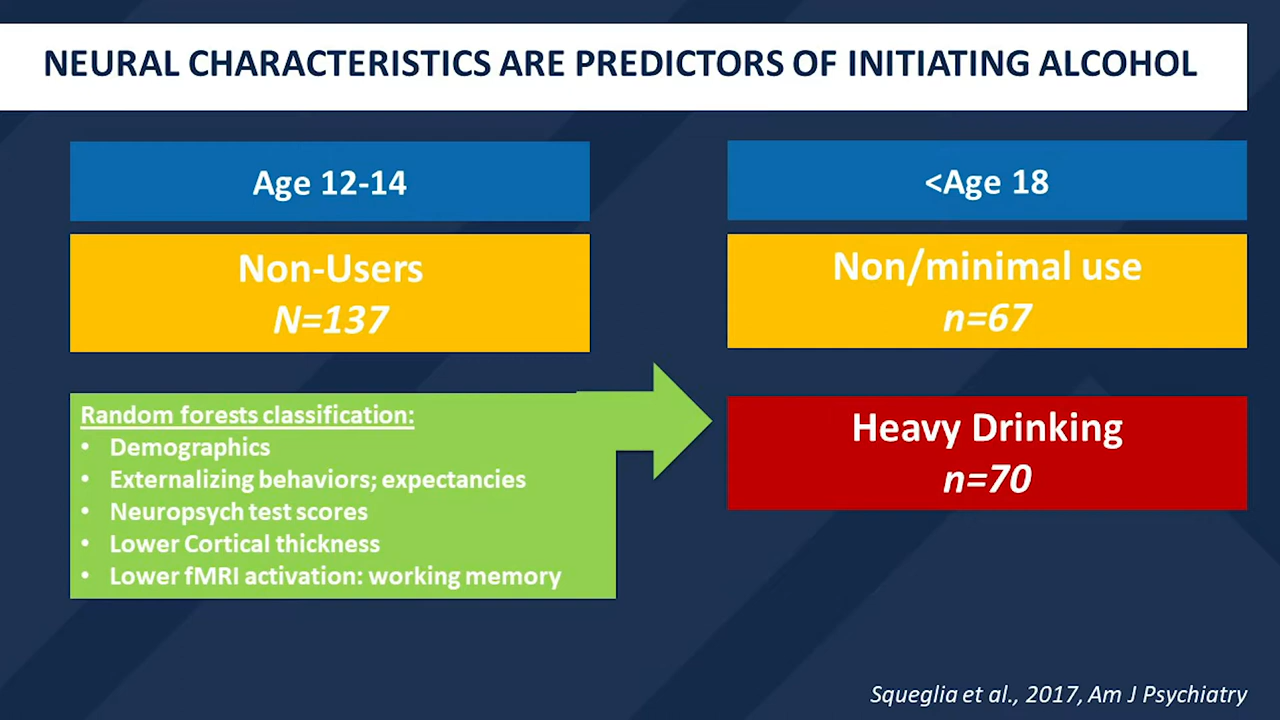 NEURAL CHARACTERISTICS ARE PREDICTORS OF INITIATING ALCOHOL
Age 12-14
Non-Users
N=137
Random forests classification:
• Demographics
• Externalizing behaviors; expectancies
• Neuropsych test scores
• Lower Cortical thickness
• Lower fMRI activation: working memory
<Age 18
Non/minimal use
n=67
Heavy Drinking
n=70
Squeglia et al., 2017, Am J Psychiatry